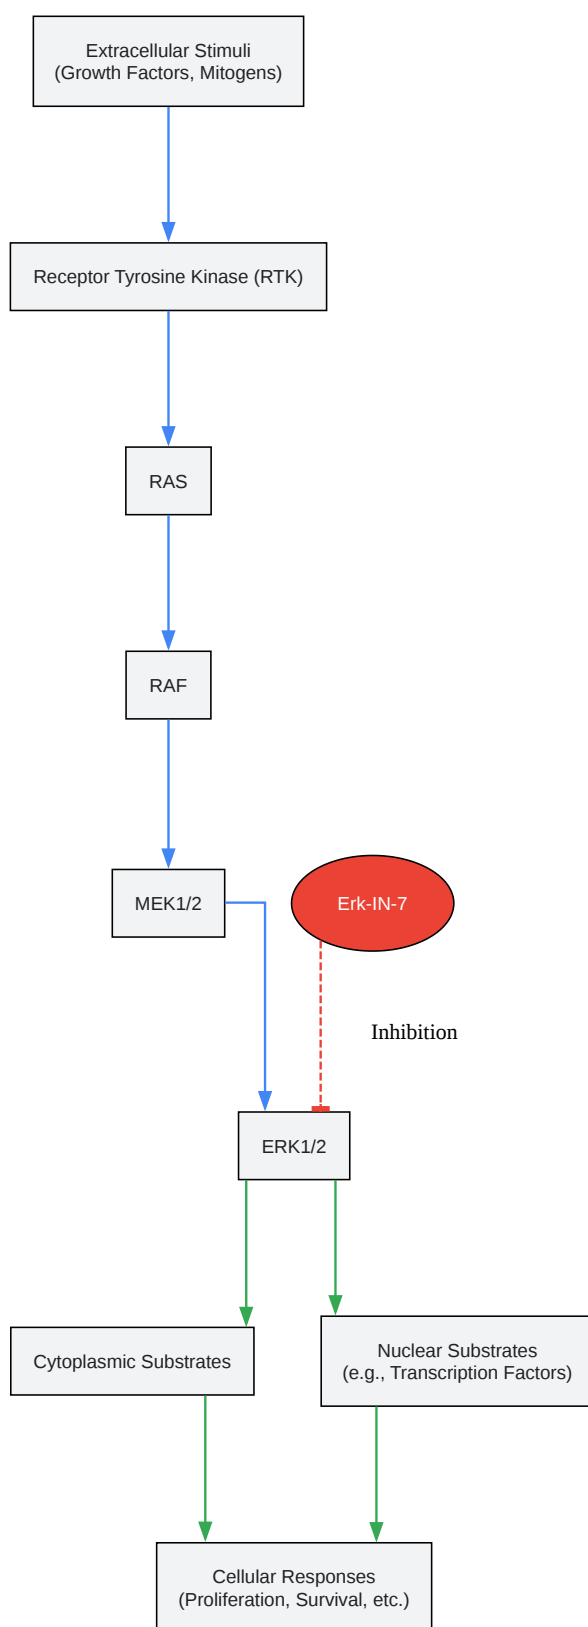 Extracellular Stimuli
(Growth Factors, Mitogens)
Receptor Tyrosine Kinase (RTK)
RAS
RAF
MEK1/2
Erk-IN-7
Inhibition
ERK1/2
Cytoplasmic Substrates
Nuclear Substrates
(e.g., Transcription Factors)
Cellular Responses
(Proliferation, Survival, etc.)